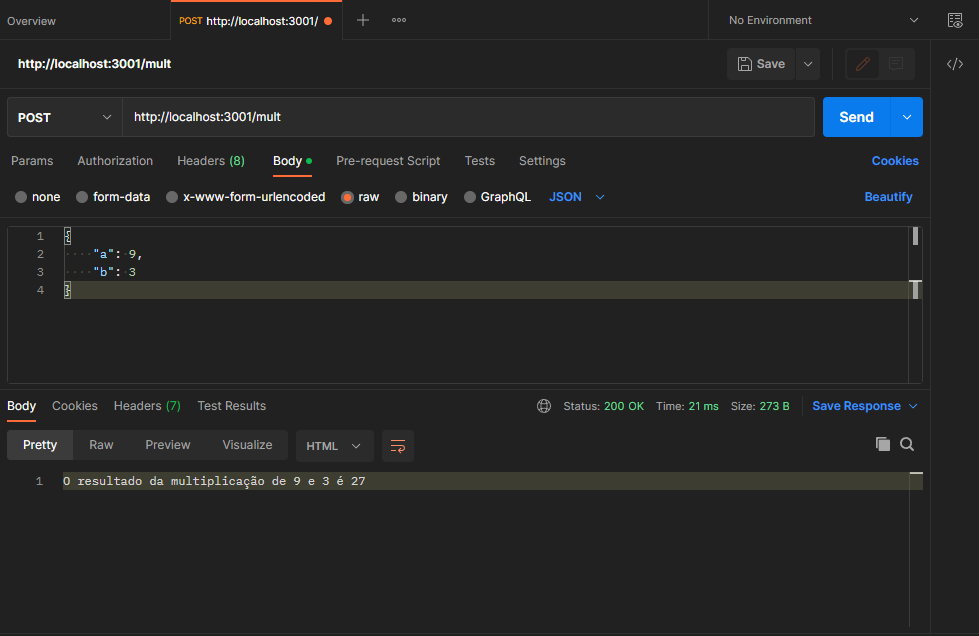 Overview POST http://localhost:3001/ No Environment
http://localhost:3001/mult Save
POST http://localhost:3001/mult Send
Params Authorization Headers (8) Body Pre-request Script Tests Settings Cookies
none form-data x-www-form-urlencoded raw binary GraphQL JSON Beautify
1 {
2 "a": 9,
3 "b": 3
4 }
Body Cookies Headers (7) Test Results Status: 200 OK Time: 21 ms Size: 273 B Save Response
Pretty Raw Preview Visualize HTML
1 O resultado da multiplicação de 9 e 3 é 27